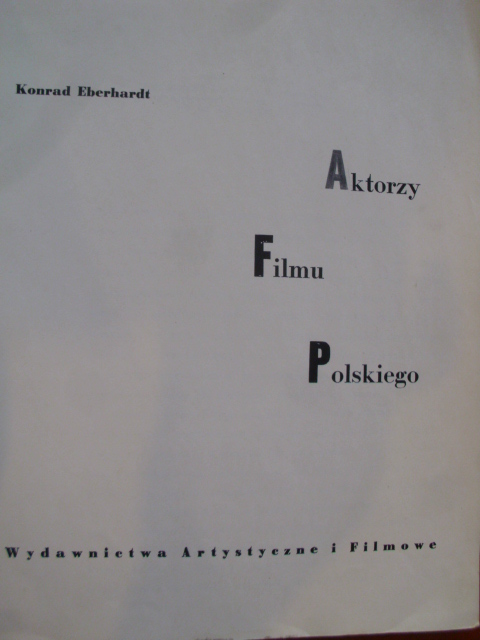 Konrad Eberhardt
Aktorzy
Filmu
Polskiego
Wydawnictwa Artystyczne i Filmowe